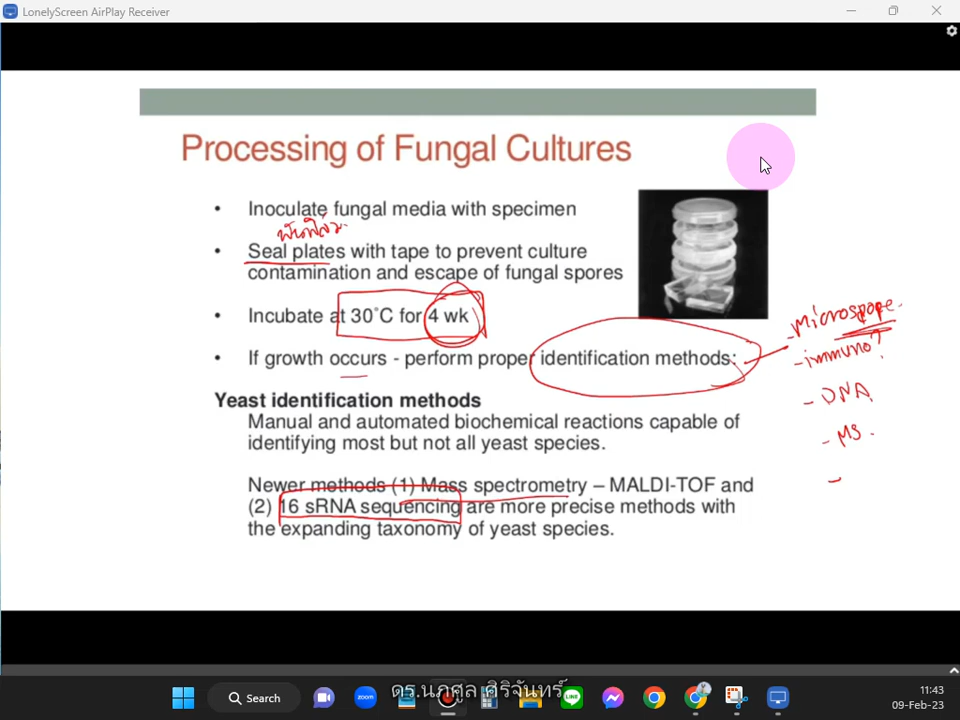 LonelyScreen AirPlay Receiver
Processing of Fungal Cultures
• Inoculate fungal media with specimen
• Seal plates with tape to prevent culture
contamination and escape of fungal spores
• Incubate at 30°C for 4 wk
• If growth occurs - perform proper identification methods:
- Microscope
- immuno?
- DNA
- MS.
-
Yeast identification methods
Manual and automated biochemical reactions capable of
identifying most but not all yeast species.
Newer methods (1) Mass spectrometry – MALDI-TOF and
(2) 16 sRNA sequencing are more precise methods with
the expanding taxonomy of yeast species.
ดร.นภศูล ศิริจันทร์
Search
zoom
LINE
11:43
09-Feb-23